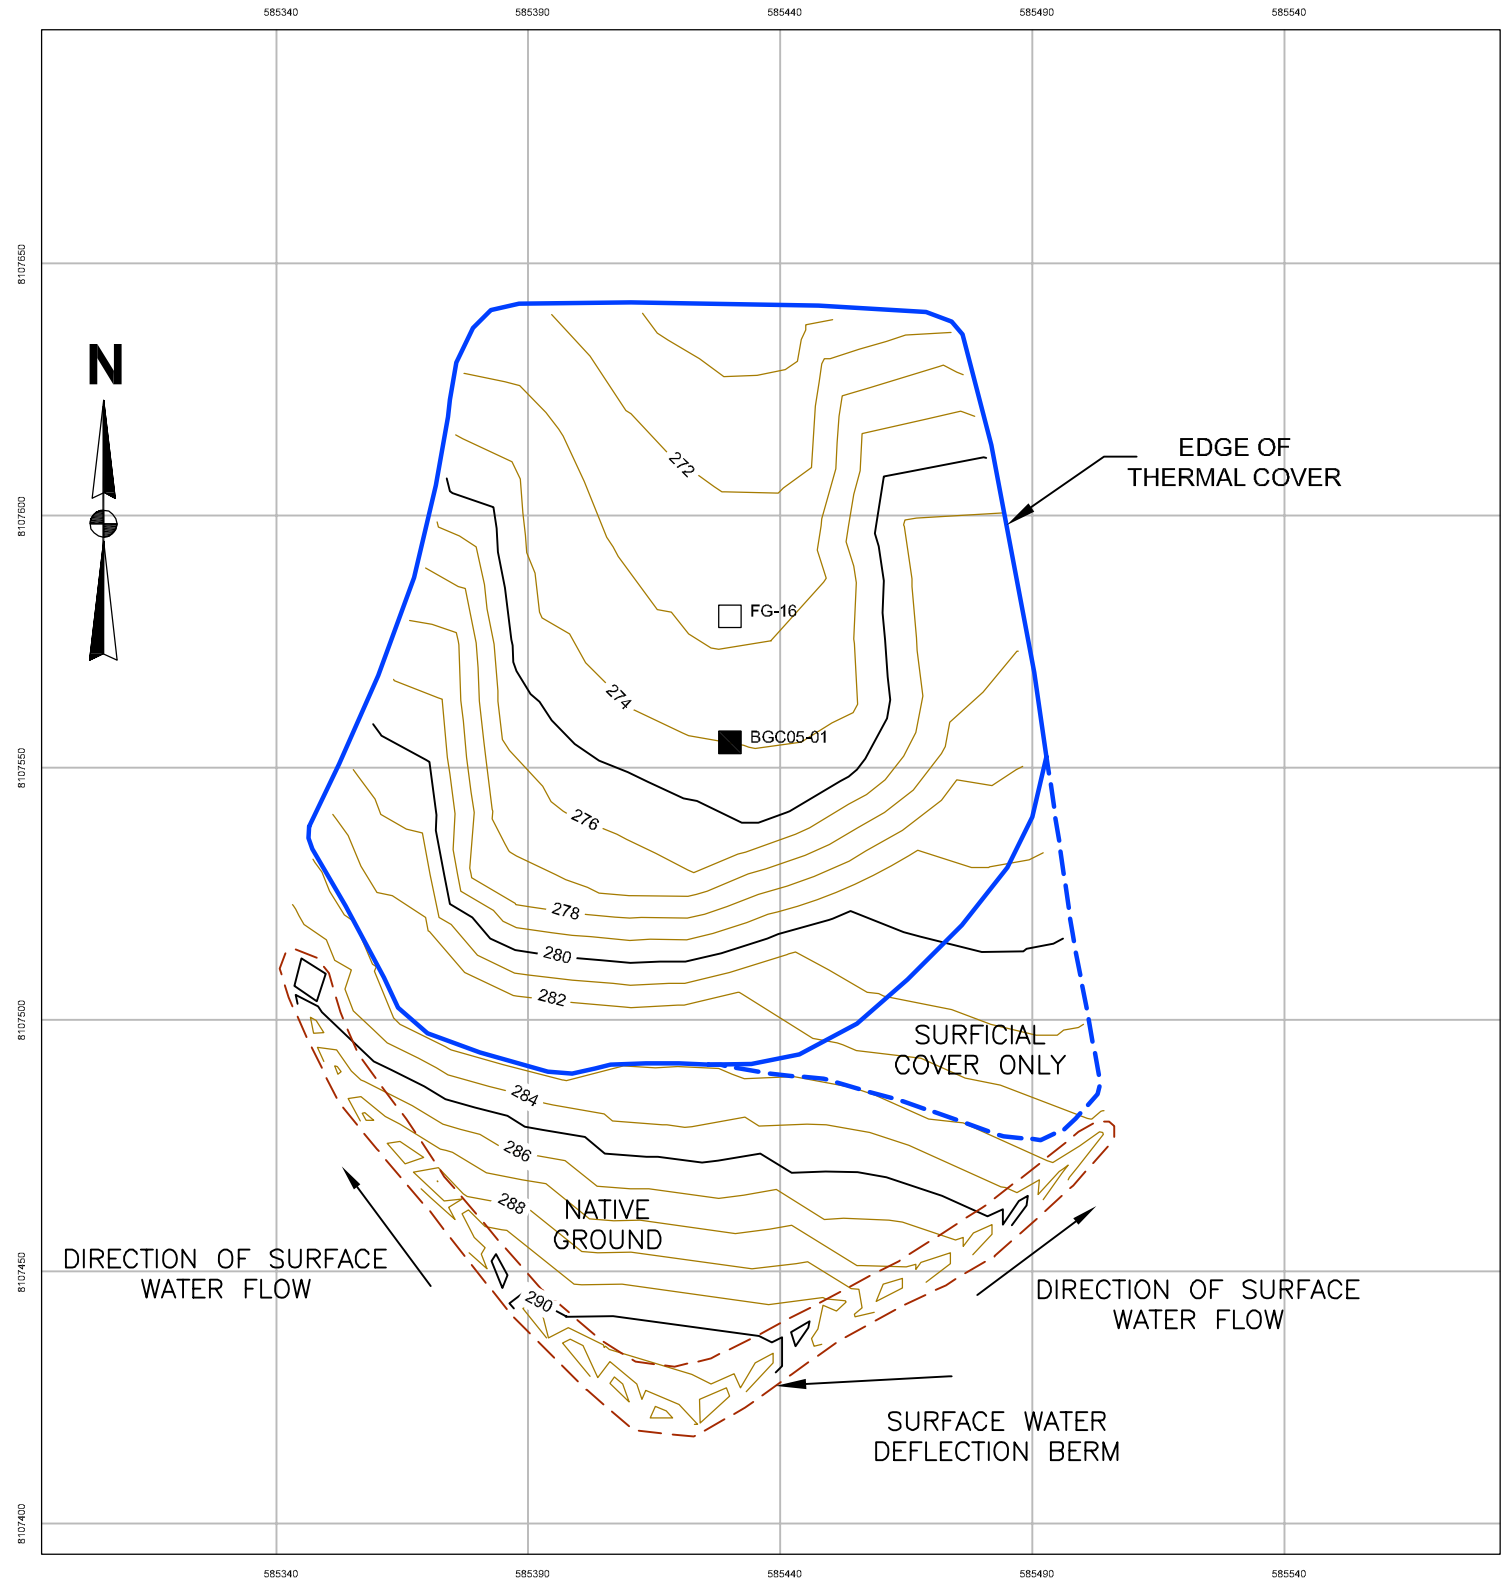 585340 585390 585440 585490 585540
8107650
N
EDGE OF
THERMAL COVER
272
8107600
FG-16
274
BGC05-01
8107550
276
278
280
282
8107500
SURFICIAL
COVER ONLY
284
286
288
NATIVE
GROUND
DIRECTION OF SURFACE
WATER FLOW
8107450
290
DIRECTION OF SURFACE
WATER FLOW
SURFACE WATER
DEFLECTION BERM
8107400
585340 585390 585440 585490 585540